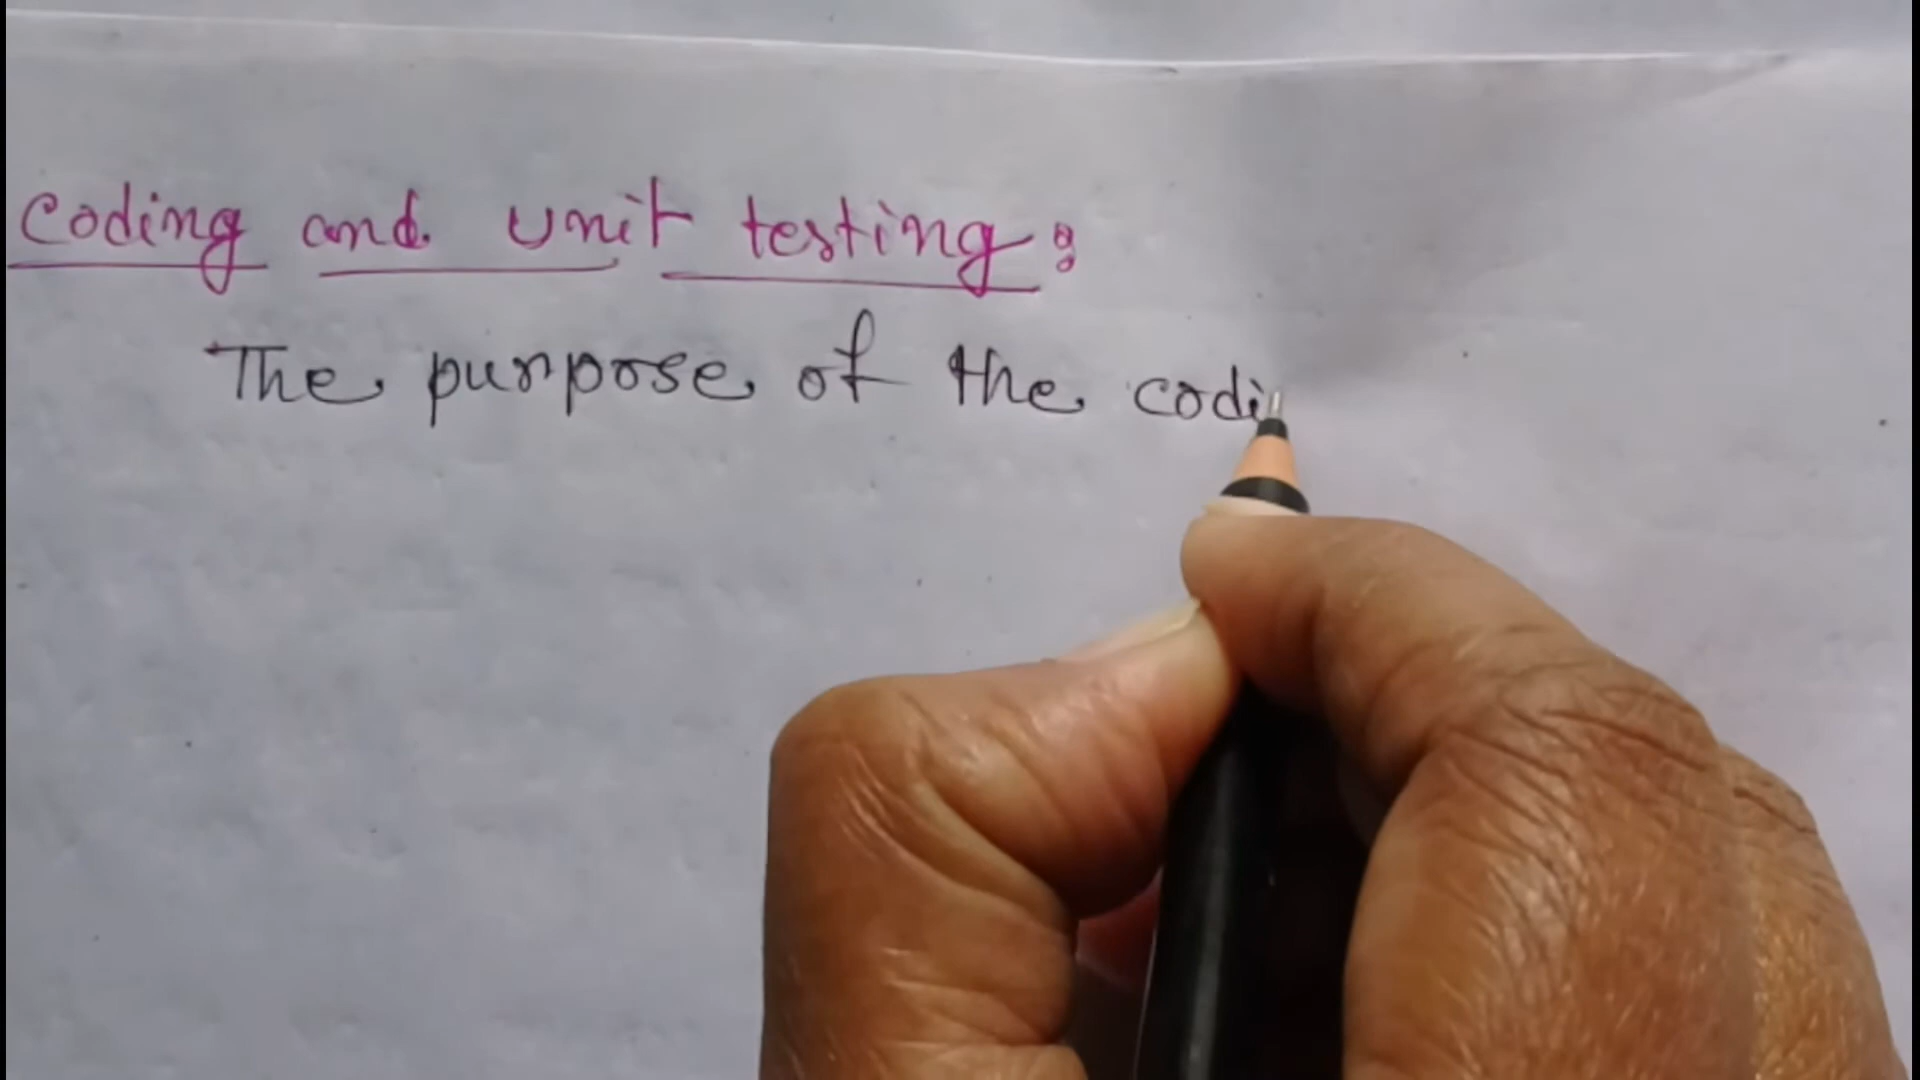 Coding and unit testing:
The purpose of the codi